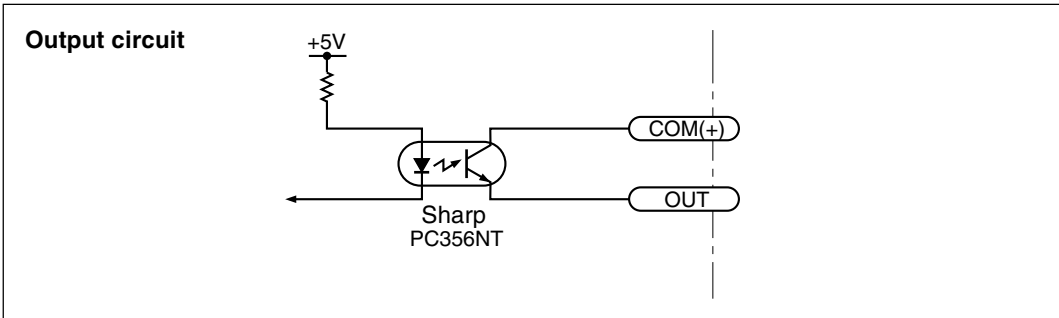 Output circuit
+5V
COM(+)
OUT
Sharp
PC356NT